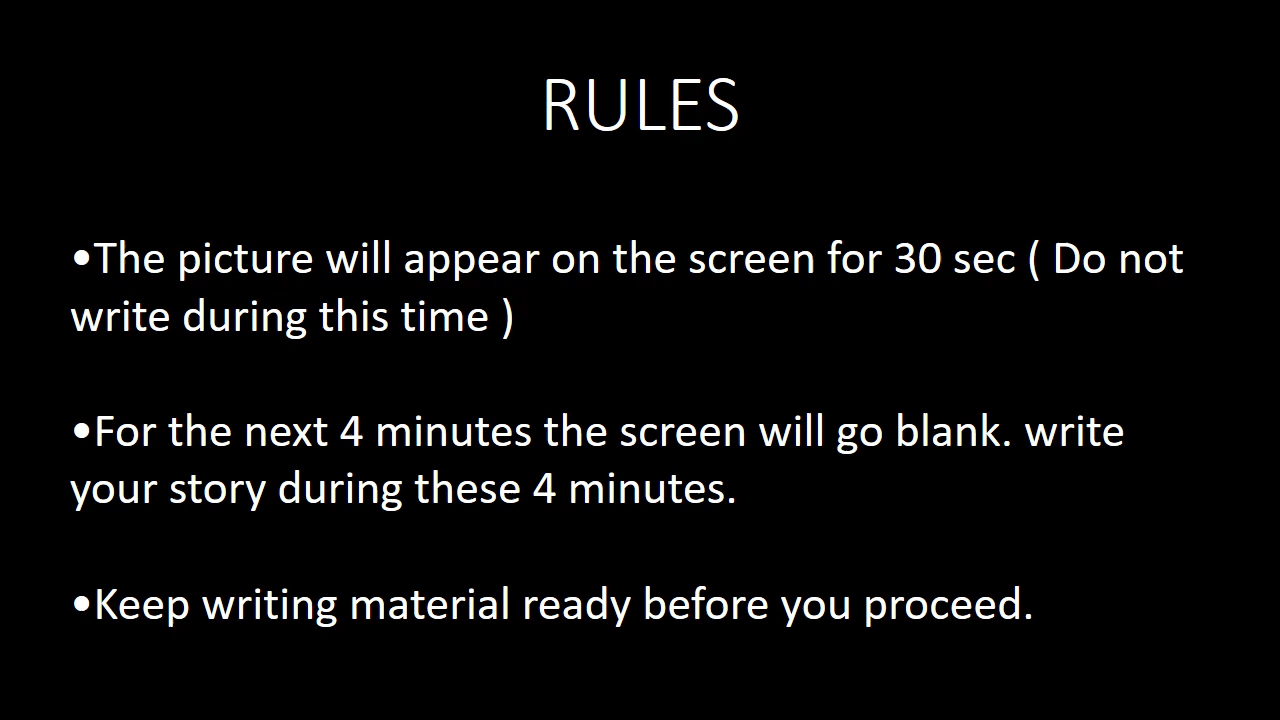 RULES
•The picture will appear on the screen for 30 sec ( Do not
write during this time )
•For the next 4 minutes the screen will go blank. write
your story during these 4 minutes.
•Keep writing material ready before you proceed.